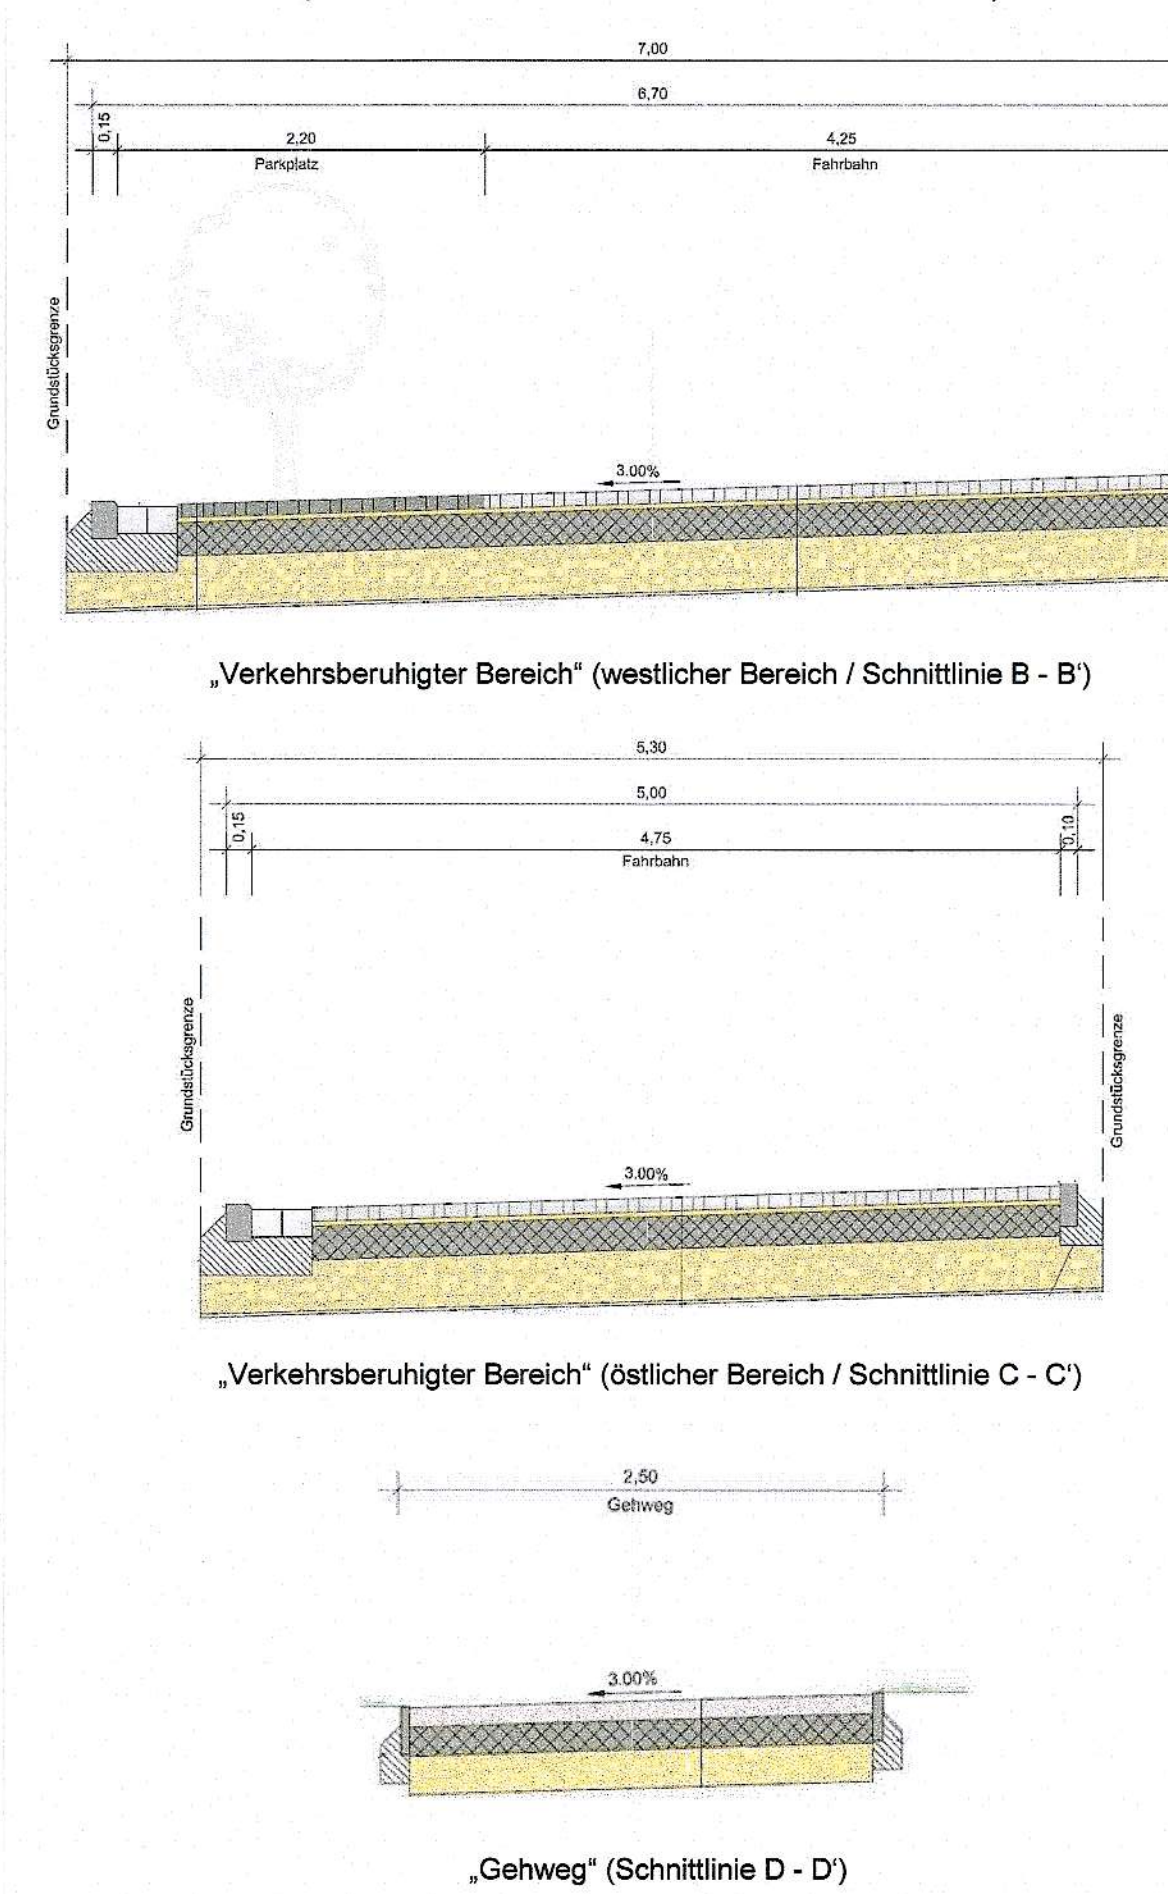 7,00
6,70
0,15
2,20
4,25
Parkplatz
Fahrbahn
Grundstücksgrenze
3.00%
„Verkehrsberuhigter Bereich“ (westlicher Bereich / Schnittlinie B - B‘)
5,30
5,00
0,15
4,75
0,10
Fahrbahn
Grundstücksgrenze
Grundstücksgrenze
3.00%
„Verkehrsberuhigter Bereich“ (östlicher Bereich / Schnittlinie C - C‘)
2,50
Gehweg
3.00%
„Gehweg“ (Schnittlinie D - D‘)